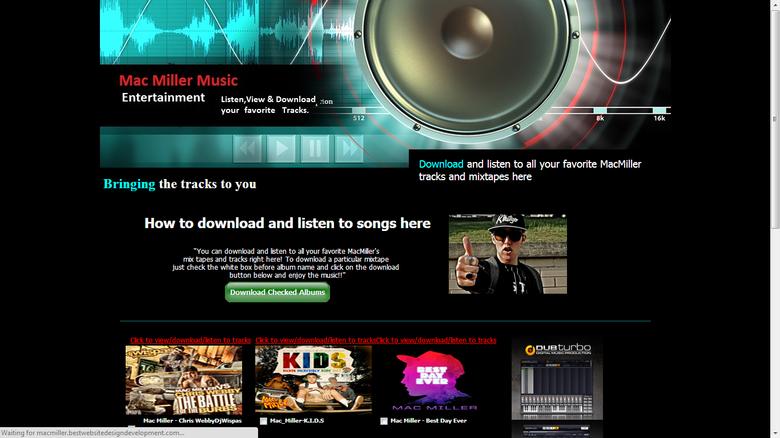 Mac Miller Music
Entertainment
Listen,View & Download
your favorite Tracks.
512
8k
16k
Download and listen to all your favorite MacMiller
tracks and mixtapes here
Bringing the tracks to you
How to download and listen to songs here
"You can download and listen to all your favorite MacMiller's
mix tapes and tracks right here! To download a particular mixtape
just check the white box before album name and click on the download
button below and enjoy the music!!"
Download Checked Albums
Click to view/download/listen to tracks
Click to view/download/listen to tracks
Click to view/download/listen to tracks
CHRIS WEBBY
THE BATTLE
KIDS
BEST
DAY
EVER
MAC MILLER
DUBTURBO
DIGITAL MUSIC PRODUCTION
Mac Miller - Chris WebbyDjWispas
Mac_Miller-K.I.D.S
Mac Miller - Best Day Ever
Waiting for macmiller.bestwebsitedesigndevelopment.com...